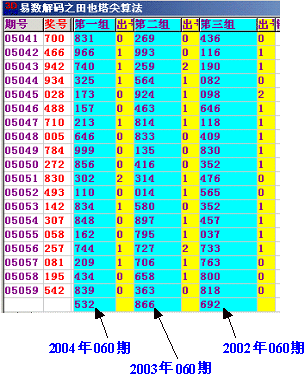 易数解码之田也塔尖算法
期号 奖号 第一组 出号 第二组 出号 第三组 出
05041 700 831 0 269 0 436 0
05042 466 966 1 993 0 116 1
05043 942 740 1 259 2 190 1
05044 934 325 1 564 1 082 0
05045 028 173 0 924 1 098 2
05046 488 157 0 463 1 646 1
05047 710 213 1 814 1 118 1
05048 005 646 0 833 0 409 1
05049 784 999 0 135 0 830 1
05050 272 856 0 416 0 352 1
05051 830 302 2 314 1 476 0
05052 493 110 0 014 1 565 0
05053 142 834 1 580 0 352 1
05054 307 848 0 897 1 457 1
05055 058 162 0 795 1 037 1
05056 257 744 1 727 2 733 1
05057 081 209 1 706 1 763 0
05058 195 434 0 658 1 800 0
05059 542 839 0 363 0 818 0
532 866 692
2004年060期 2002年060期
2003年060期